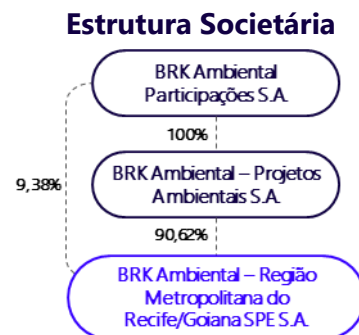 Estrutura Societária
BRK Ambiental
Participações S.A.
100%
9,38%
BRK Ambiental – Projetos
Ambientais S.A.
90,62%
BRK Ambiental – Região
Metropolitana do
Recife/Goiana SPE S.A.